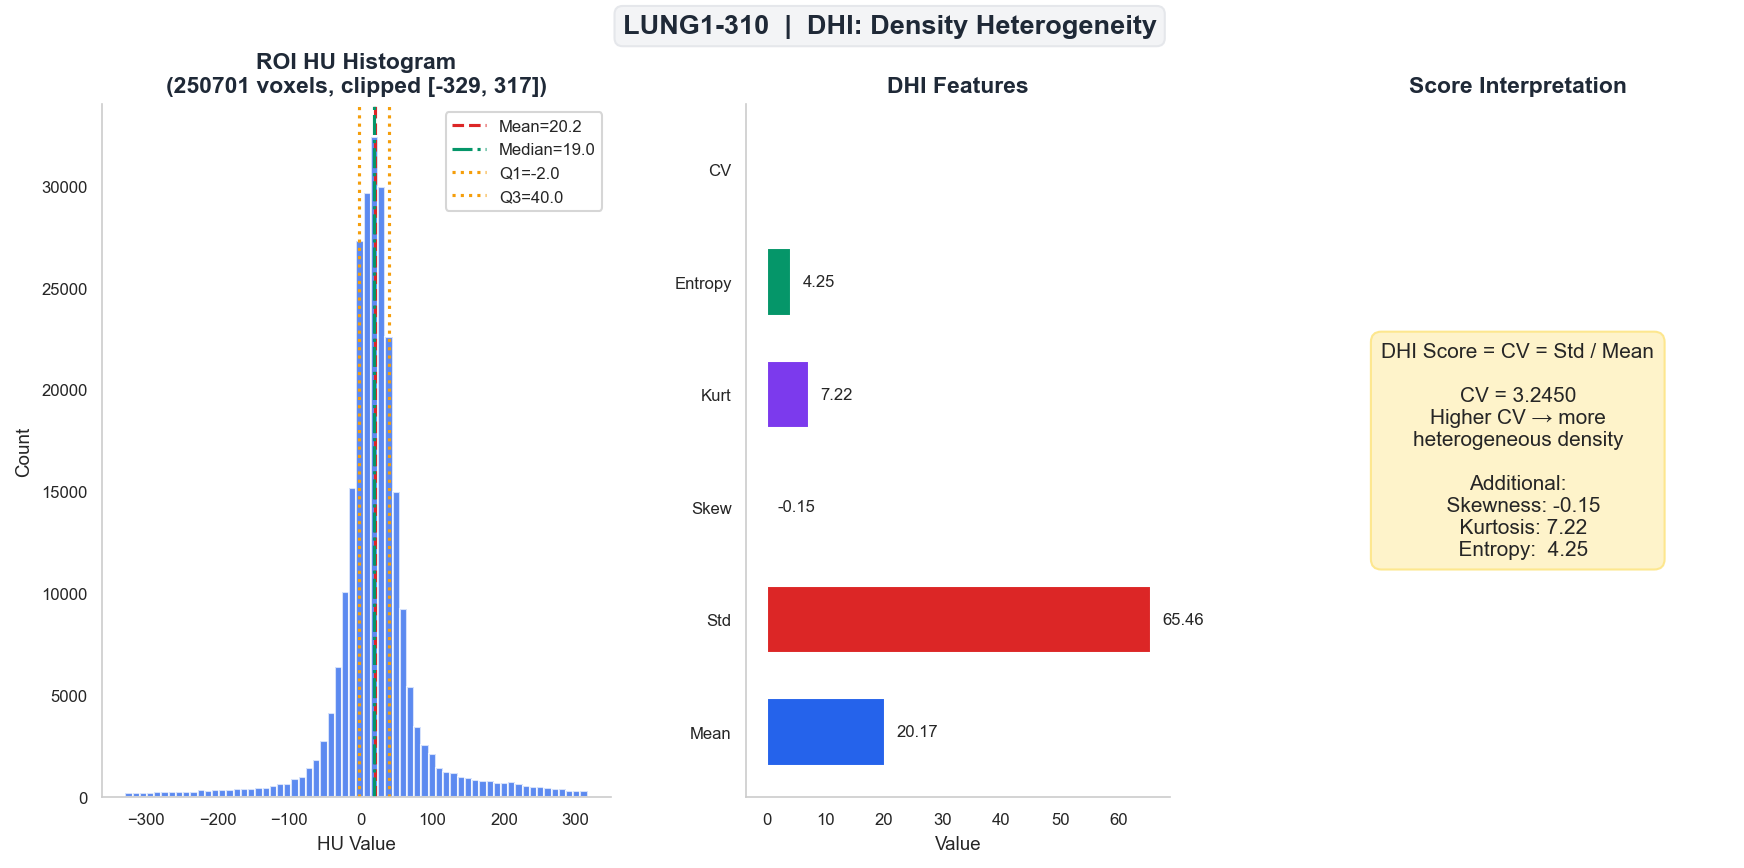 LUNG1-310 | DHI: Density Heterogeneity
ROI HU Histogram
(250701 voxels, clipped [-329, 317])
Mean=20.2
Median=19.0
Q1=-2.0
Q3=40.0
Count
30000
25000
20000
15000
10000
5000
0
−300
−200
−100
0
100
200
300
HU Value
DHI Features
CV
Entropy
4.25
Kurt
7.22
Skew
-0.15
Std
65.46
Mean
20.17
0
10
20
30
40
50
60
Value
Score Interpretation
DHI Score = CV = Std / Mean
CV = 3.2450
Higher CV → more
heterogeneous density
Additional:
Skewness: -0.15
Kurtosis: 7.22
Entropy: 4.25